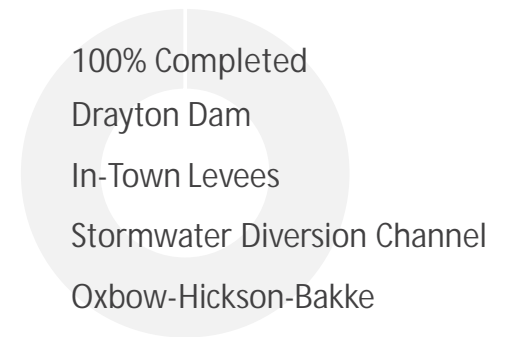 100% Completed
Drayton Dam
In-Town Levees
Stormwater Diversion Channel
Oxbow-Hickson-Bakke